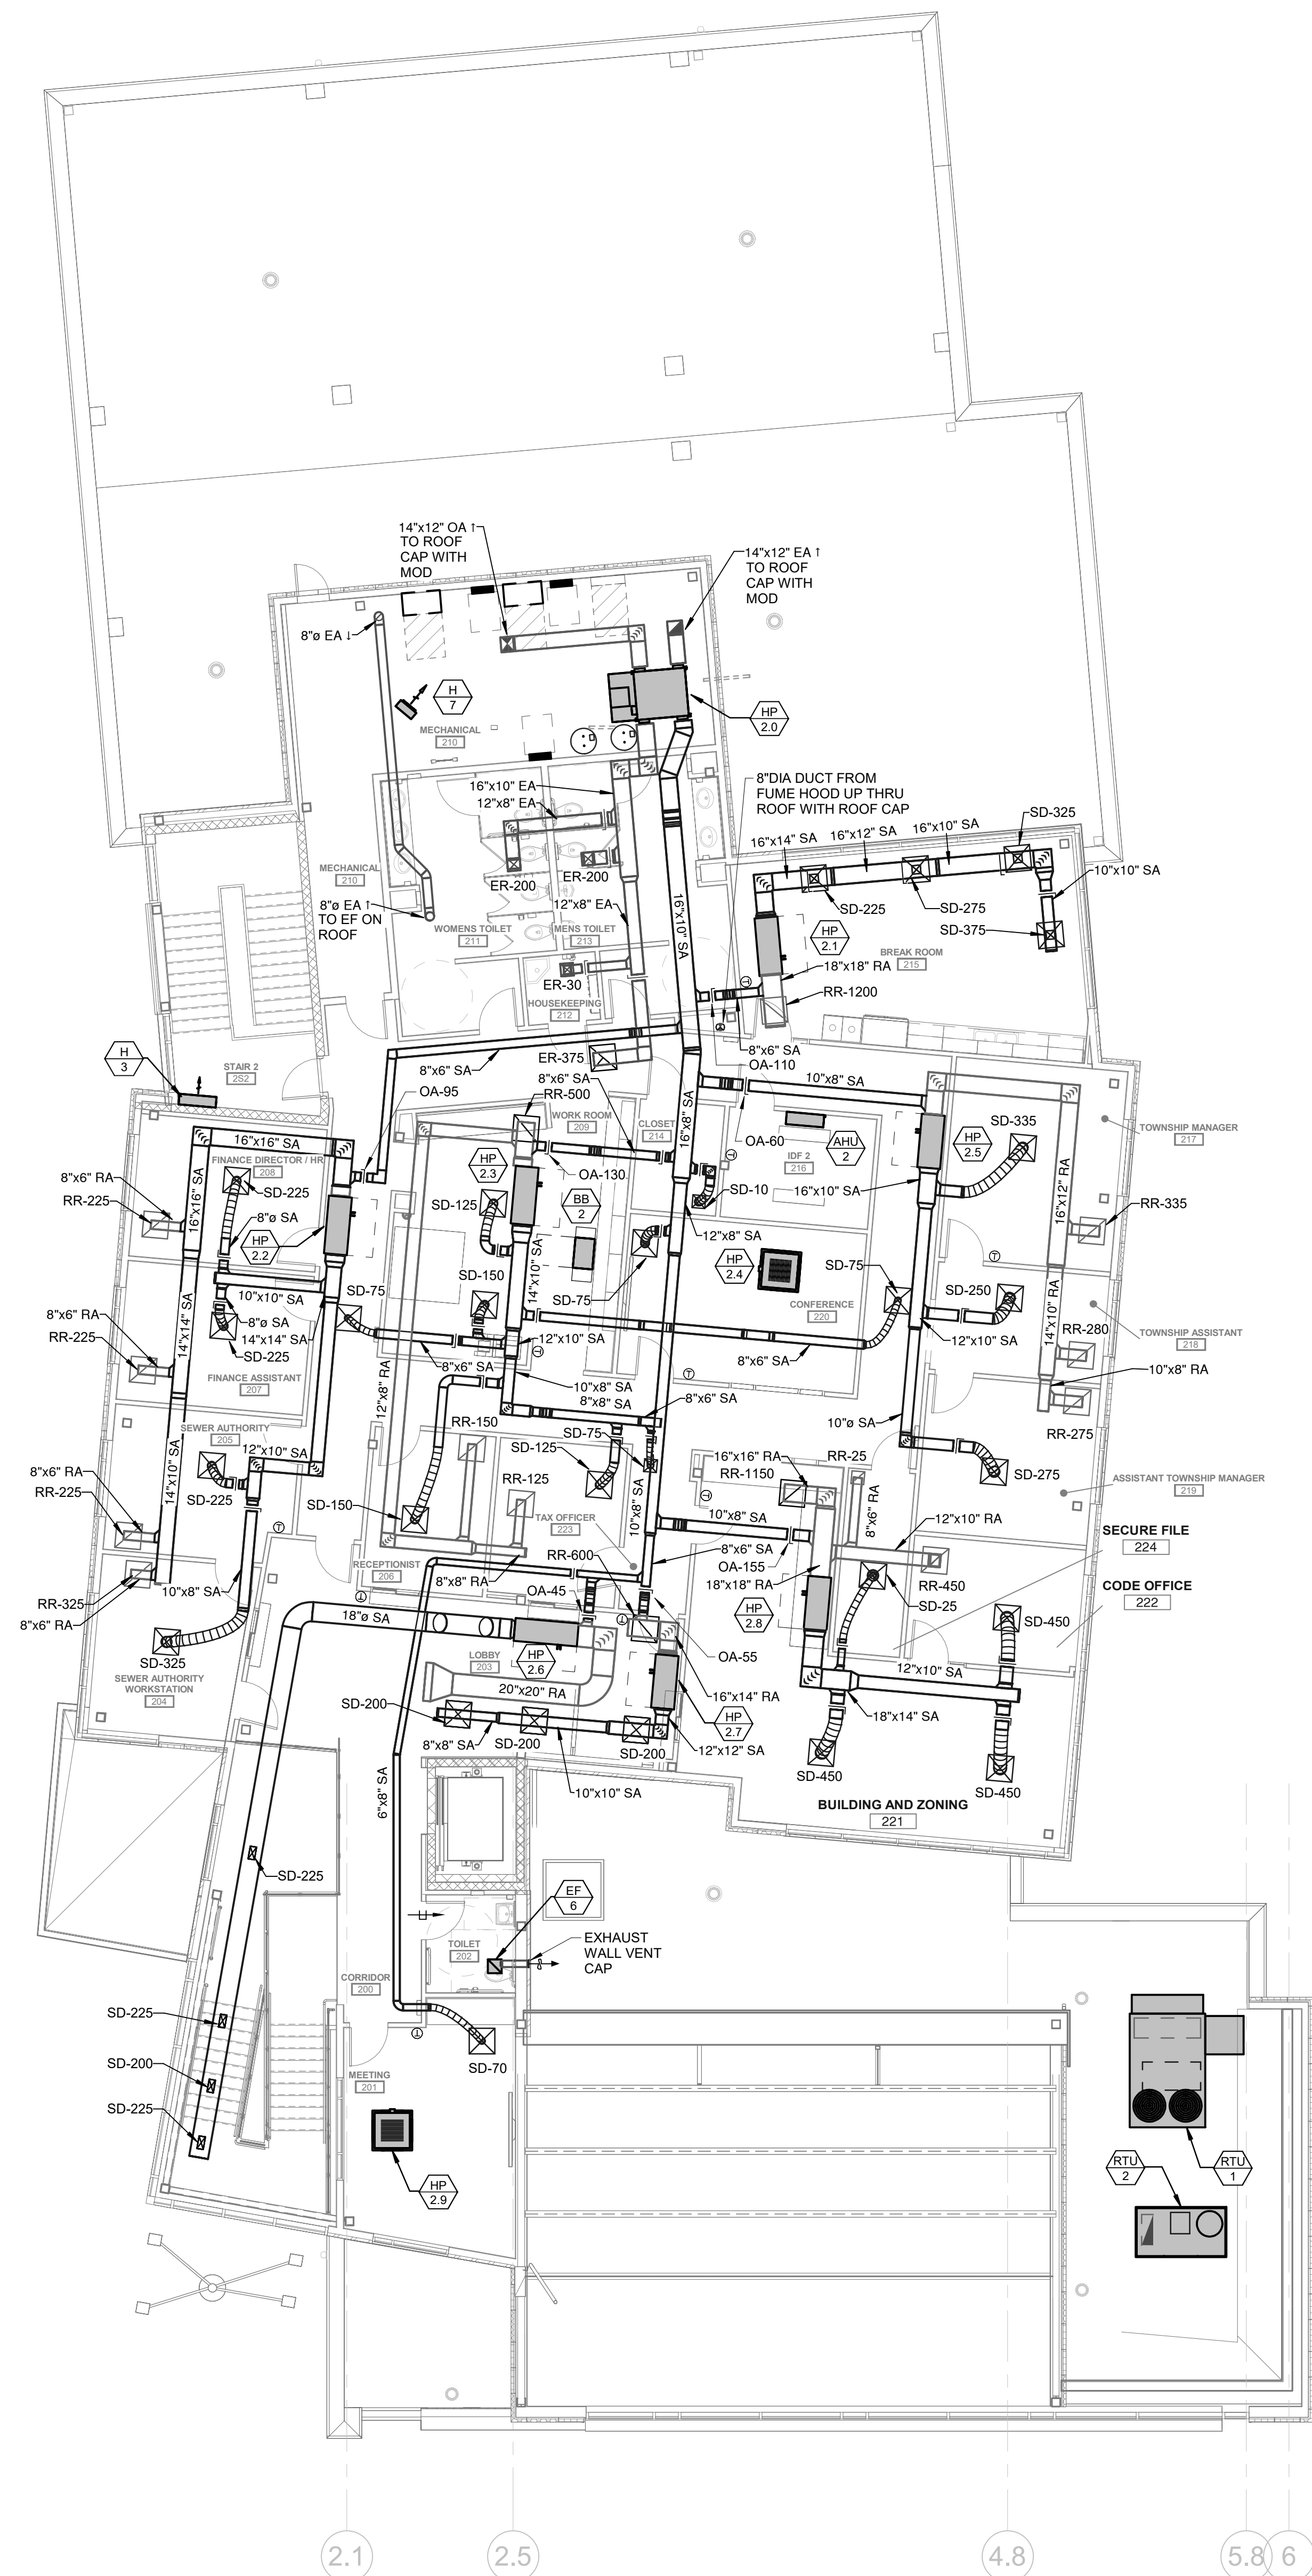 14"x12" OA ↑
TO ROOF
CAP WITH
MOD
14"x12" EA ↑
TO ROOF
CAP WITH
MOD
8"ø EA ↓
H
7
MECHANICAL
210
HP
2.0
16"x10" EA
12"x8" EA
8"DIA DUCT FROM
FUME HOOD UP THRU
ROOF WITH ROOF CAP
SD-325
16"x14" SA
16"x12" SA
16"x10" SA
10"x10" SA
MECHANICAL
210
ER-200
ER-200
SD-225
SD-275
8"ø EA ↑
TO EF ON
ROOF
12"x8" EA
16"x10" SA
WOMENS TOILET
211
MENS TOILET
213
HP
2.1
SD-375
BREAK ROOM
215
18"x18" RA
RR-1200
ER-30
HOUSEKEEPING
212
8"x6" SA
OA-110
H
3
STAIR 2
2S2
8"x6" SA
ER-375
8"x6" SA
OA-95
RR-500
10"x8" SA
WORK ROOM
209
CLOSET
214
16"x8" SA
OA-60
IDF 2
216
AHU
2
HP
2.5
SD-335
TOWNSHIP MANAGER
217
16"x16" SA
FINANCE DIRECTOR / HR
208
8"x6" RA
RR-225
16"x16" SA
SD-225
8"ø SA
HP
2.2
HP
2.3
OA-130
SD-125
BB
2
SD-10
16"x10" SA
16"x12" RA
RR-335
12"x8" SA
HP
2.4
SD-75
SD-75
SD-150
14"x10" SA
SD-75
SD-250
CONFERENCE
220
10"x10" SA
8"ø SA
14"x14" SA
SD-225
8"x6" RA
RR-225
14"x14" SA
FINANCE ASSISTANT
207
12"x10" SA
8"x6" SA
8"x6" SA
12"x10" SA
14"x10" RA
TOWNSHIP ASSISTANT
218
RR-280
10"x8" RA
10"x8" SA
8"x8" SA
8"x6" SA
12"x8" RA
SEWER AUTHORITY
205
12"x10" SA
RR-150
SD-75
SD-125
10"ø SA
RR-275
16"x16" RA
RR-1150
RR-25
8"x6" RA
RR-225
14"x10" SA
SD-225
RR-125
SD-150
10"x8" SA
10"x8" SA
8"x6" RA
SD-275
ASSISTANT TOWNSHIP MANAGER
219
12"x10" RA
TAX OFFICER
223
SECURE FILE
224
8"x6" SA
OA-155
RECEPTIONIST
206
RR-600
8"x8" RA
18"x18" RA
RR-450
CODE OFFICE
222
RR-325
8"x6" RA
10"x8" SA
OA-45
SD-25
HP
2.8
SD-450
18"ø SA
SD-325
SEWER AUTHORITY
WORKSTATION
204
LOBBY
203
HP
2.6
OA-55
20"x20" RA
16"x14" RA
12"x10" SA
SD-200
HP
2.7
18"x14" SA
8"x8" SA
SD-200
SD-200
12"x12" SA
10"x10" SA
SD-450
SD-450
6"x8" SA
BUILDING AND ZONING
221
SD-225
EF
6
TOILET
202
EXHAUST
WALL VENT
CAP
CORRIDOR
200
SD-225
SD-200
SD-225
SD-70
MEETING
201
HP
2.9
RTU
2
RTU
1
2.1
2.5
4.8
5.8
6